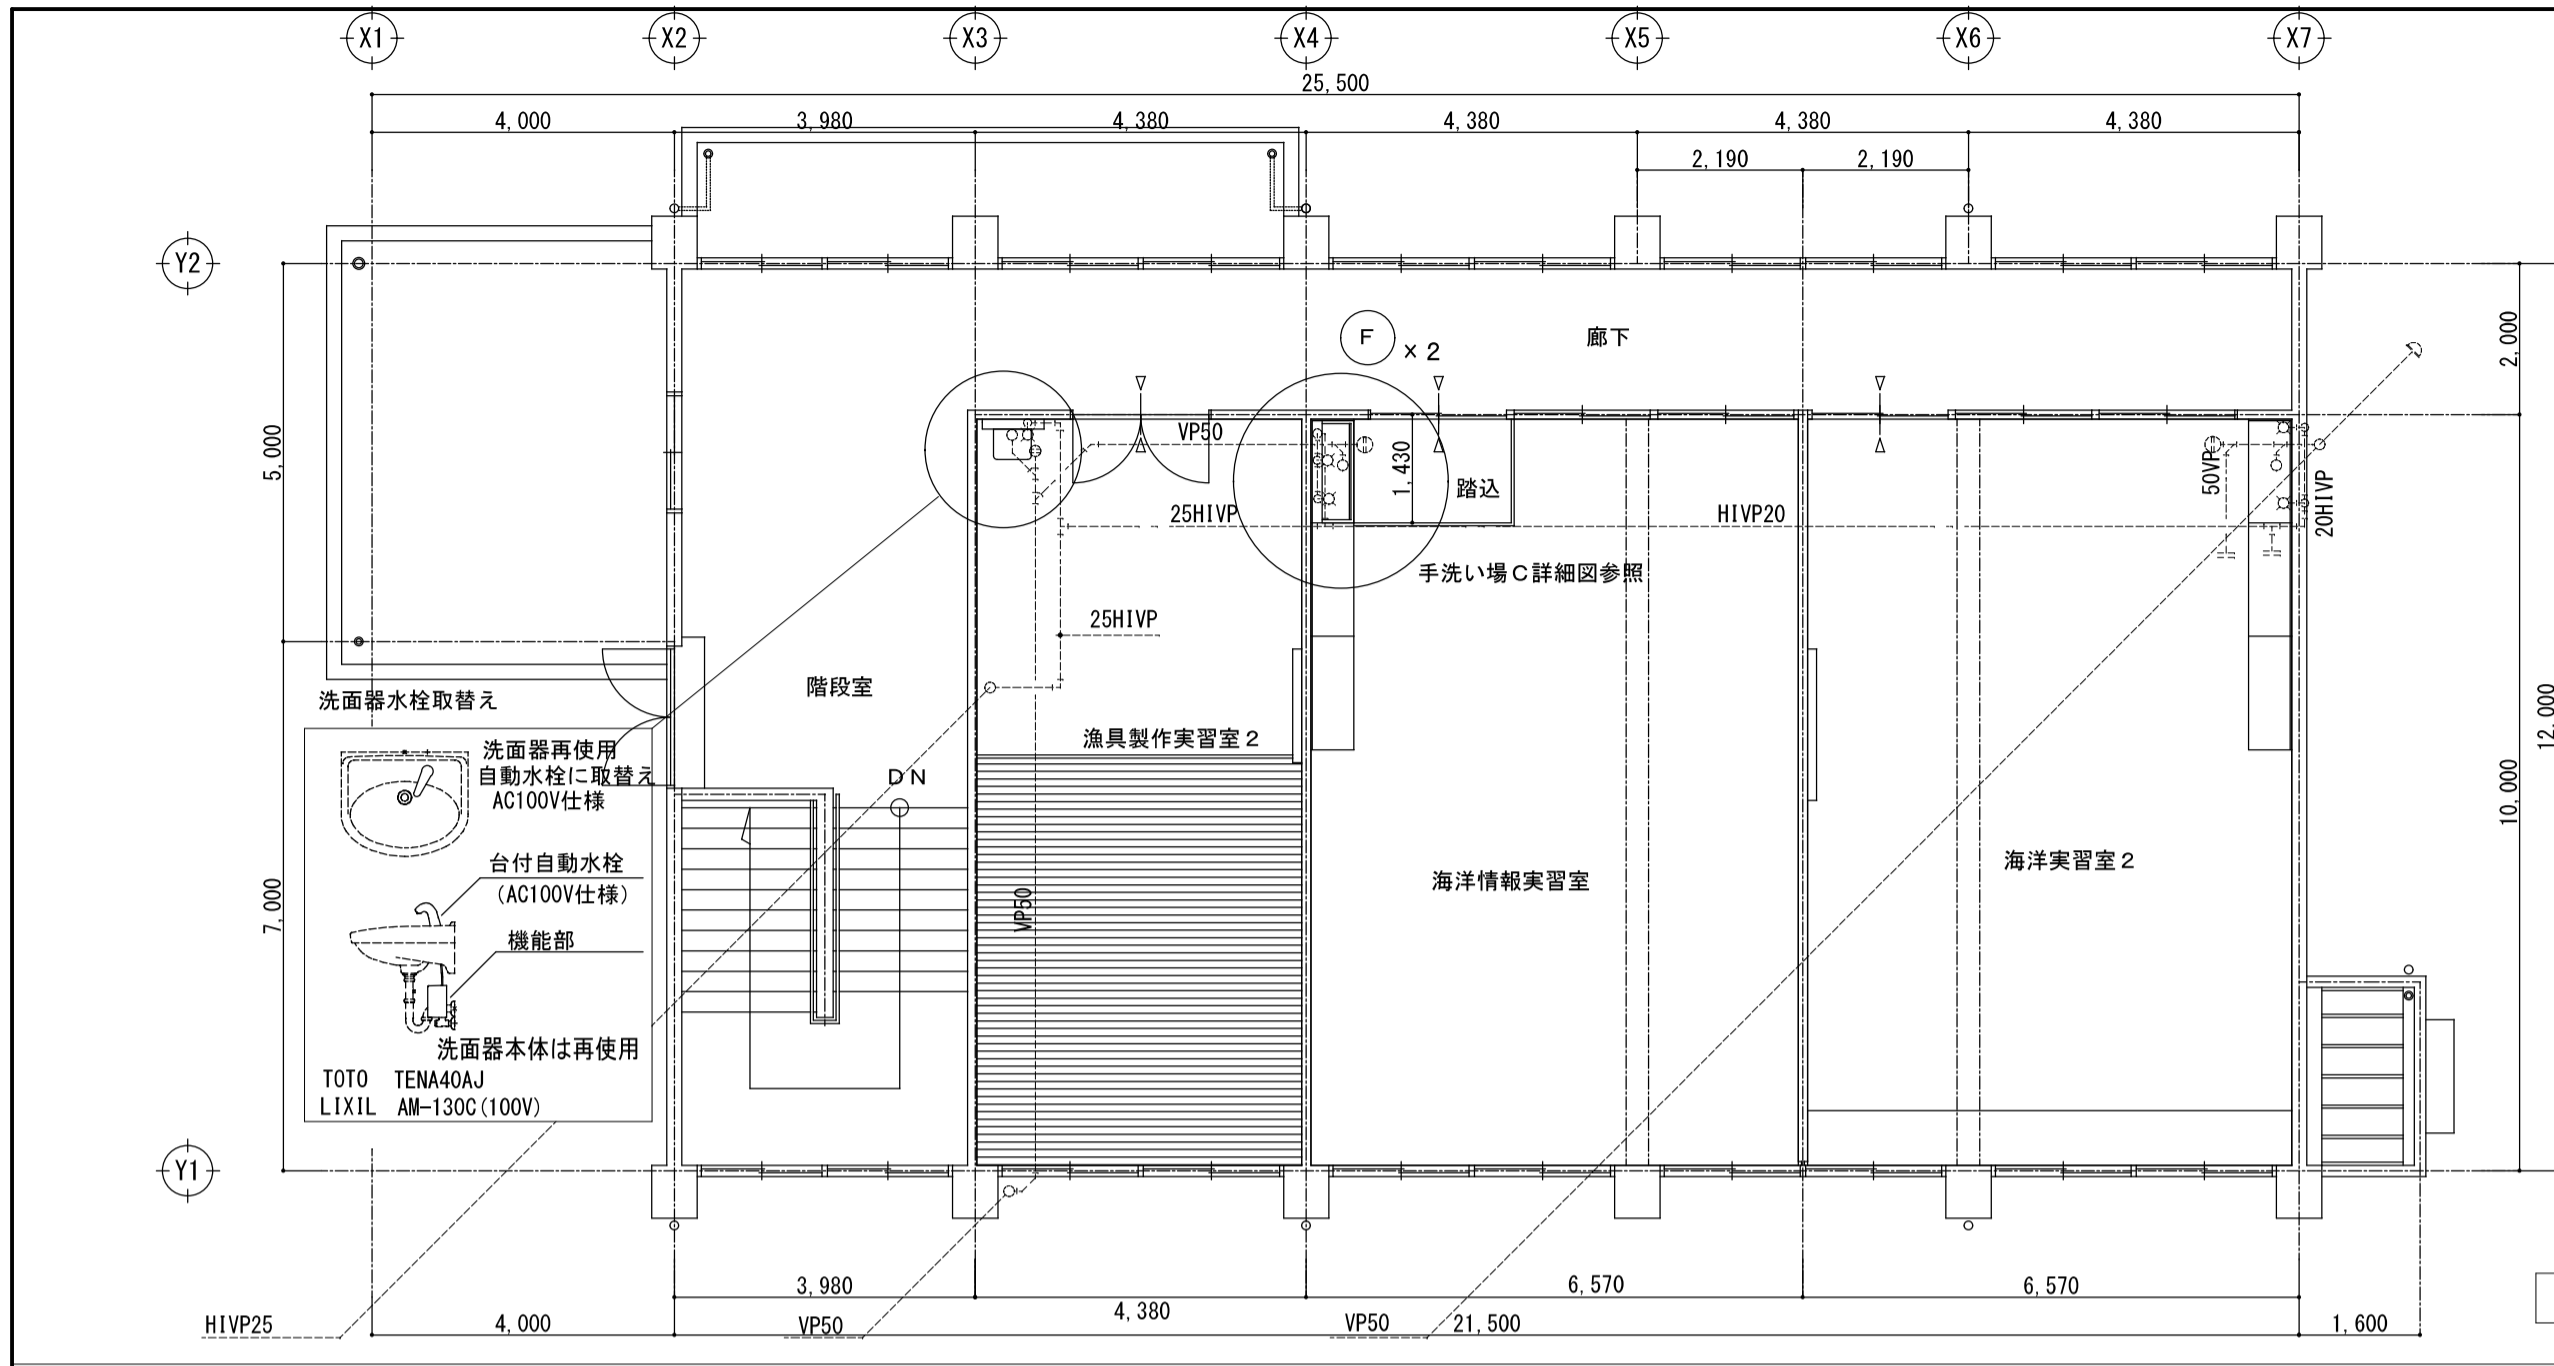 X1 X2 X3 X4 X5 X6 X7
25,500
4,000 3,980 4,380 4,380 4,380 4,380
2,190 2,190
Y2
F ×2
廊下
2,000
5,000
VP50
1,430
踏込
50VP
20HIVP
25HIVP
HIVP20
手洗い場C詳細図参照
25HIVP
階段室
洗面器水栓取替え
漁具製作実習室2
12,000
洗面器再使用
自動水栓に取替え
AC100V仕様
DN
10,000
台付自動水栓
(AC100V仕様)
海洋情報実習室
海洋実習室2
7,000
VP50
機能部
洗面器本体は再使用
TOTO TENA40AJ
LIXIL AM-130C(100V)
Y1
3,980
4,380
6,570
6,570
HIVP25
4,000
VP50
VP50
21,500
1,600